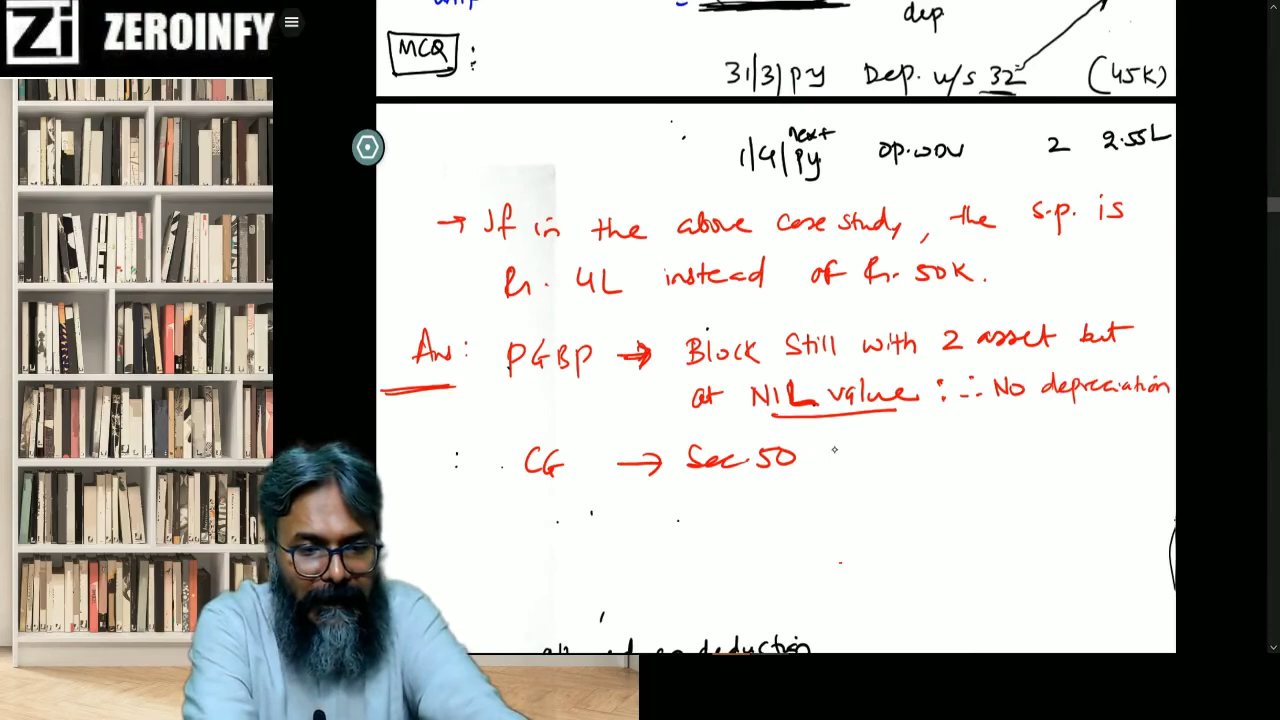 Zi ZEROINFY
dep
MCQ :
31/3/py Dep. u/s 32 (45K)
1/4/ next py op.WDV 2 2.55L
→ If in the above case study, the s.p. is
Rs. 4L instead of Rs. 50K.
Ans: PGBP → Block Still with 2 asset but
at NIL value : ∴ No depreciation
: CG → Sec 50
deduction